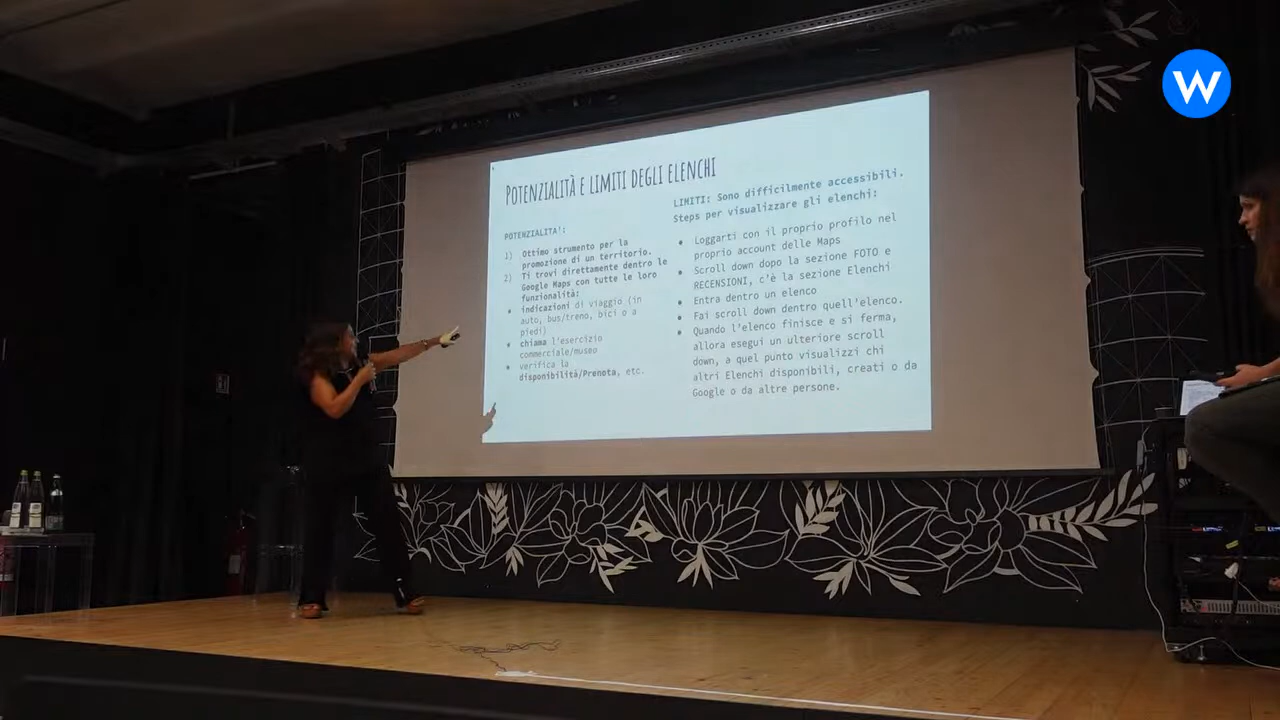 W
POTENZIALITÀ E LIMITI DEGLI ELENCHI
POTENZIALITA':
1) Ottimo strumento per la
promozione di un territorio.
2) Ti trovi direttamente dentro le
Google Maps con tutte le loro
funzionalità:
● indicazioni di viaggio (in
auto, bus/treno, bici o a
piedi)
● chiama l'esercizio
commerciale/museo
● verifica la
disponibilità/Prenota, etc.
LIMITI: Sono difficilmente accessibili.
Steps per visualizzare gli elenchi:
● Loggarti con il proprio profilo nel
proprio account delle Maps
● Scroll down dopo la sezione FOTO e
RECENSIONI, c'è la sezione Elenchi
● Entra dentro un elenco
● Fai scroll down dentro quell'elenco.
● Quando l'elenco finisce e si ferma,
allora esegui un ulteriore scroll
down, a quel punto visualizzi chi
altri Elenchi disponibili, creati o da
Google o da altre persone.